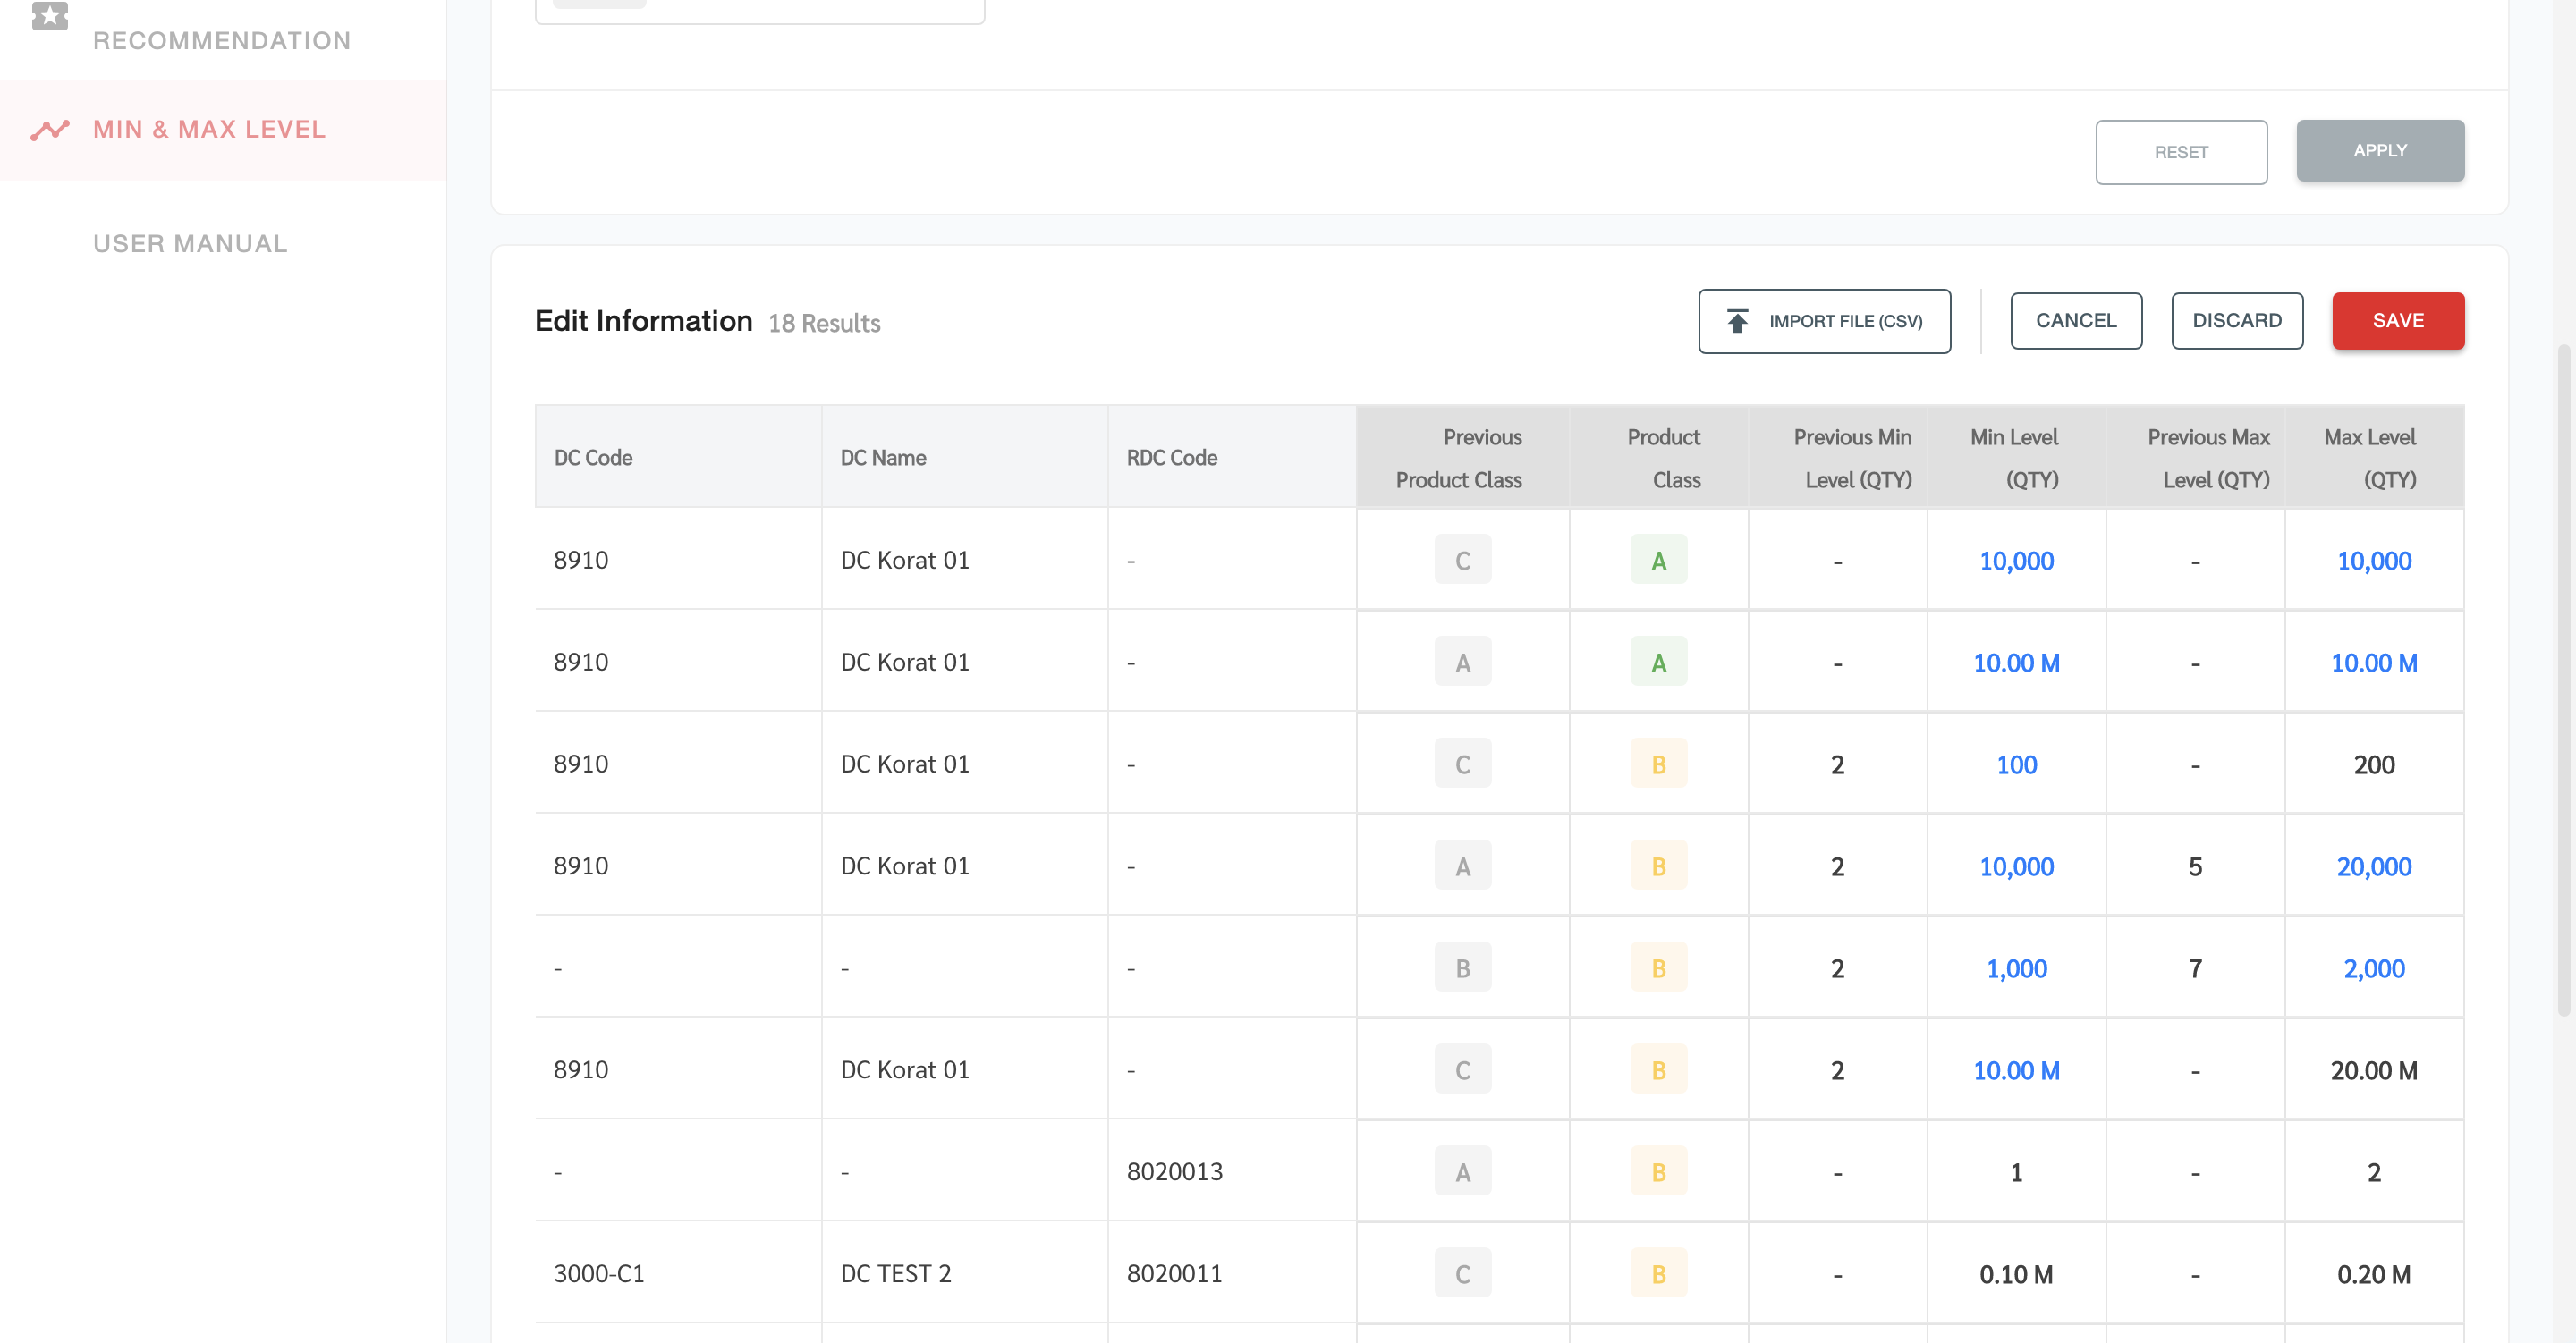 RECOMMENDATION
MIN & MAX LEVEL
USER MANUAL
RESET
APPLY
Edit Information 18 Results
IMPORT FILE (CSV)
CANCEL
DISCARD
SAVE
DC Code
DC Name
RDC Code
Previous
Product Class
Product
Class
Previous Min
Level (QTY)
Min Level
(QTY)
Previous Max
Level (QTY)
Max Level
(QTY)
8910 DC Korat 01 - C A - 10,000 - 10,000
8910 DC Korat 01 - A A - 10.00 M - 10.00 M
8910 DC Korat 01 - C B 2 100 - 200
8910 DC Korat 01 - A B 2 10,000 5 20,000
- - - B B 2 1,000 7 2,000
8910 DC Korat 01 - C B 2 10.00 M - 20.00 M
- - 8020013 A B - 1 - 2
3000-C1 DC TEST 2 8020011 C B - 0.10 M - 0.20 M